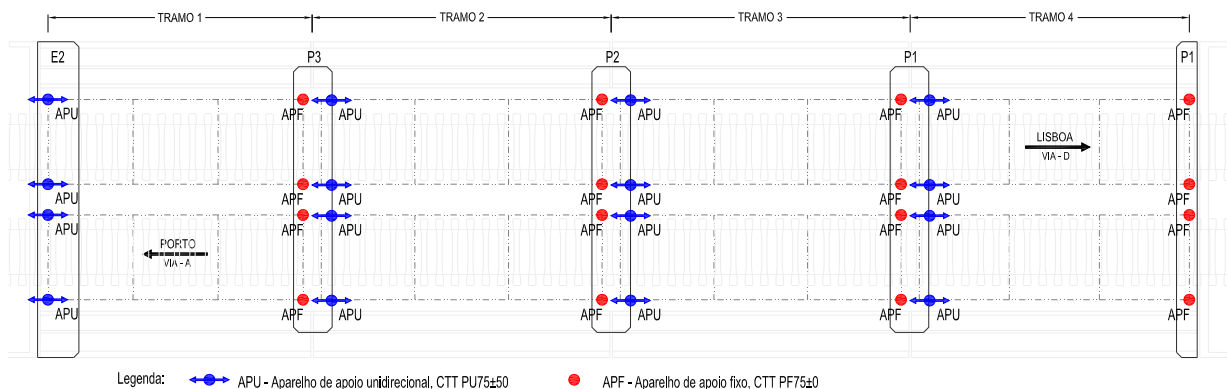 TRAMO 1 TRAMO 2 TRAMO 3 TRAMO 4
E2 P3 P2 P1 P1
APU APF APU APF APU APF APU APF
LISBOA
VIA - D
APU APF APU APF APU APF APU APF
APU APF APU APF APU APF APU APF
PORTO
VIA - A
APU APF APU APF APU APF APU APF
Legenda: APU - Aparelho de apoio unidirecional, CTT PU75±50 APF - Aparelho de apoio fixo, CTT PF75±0